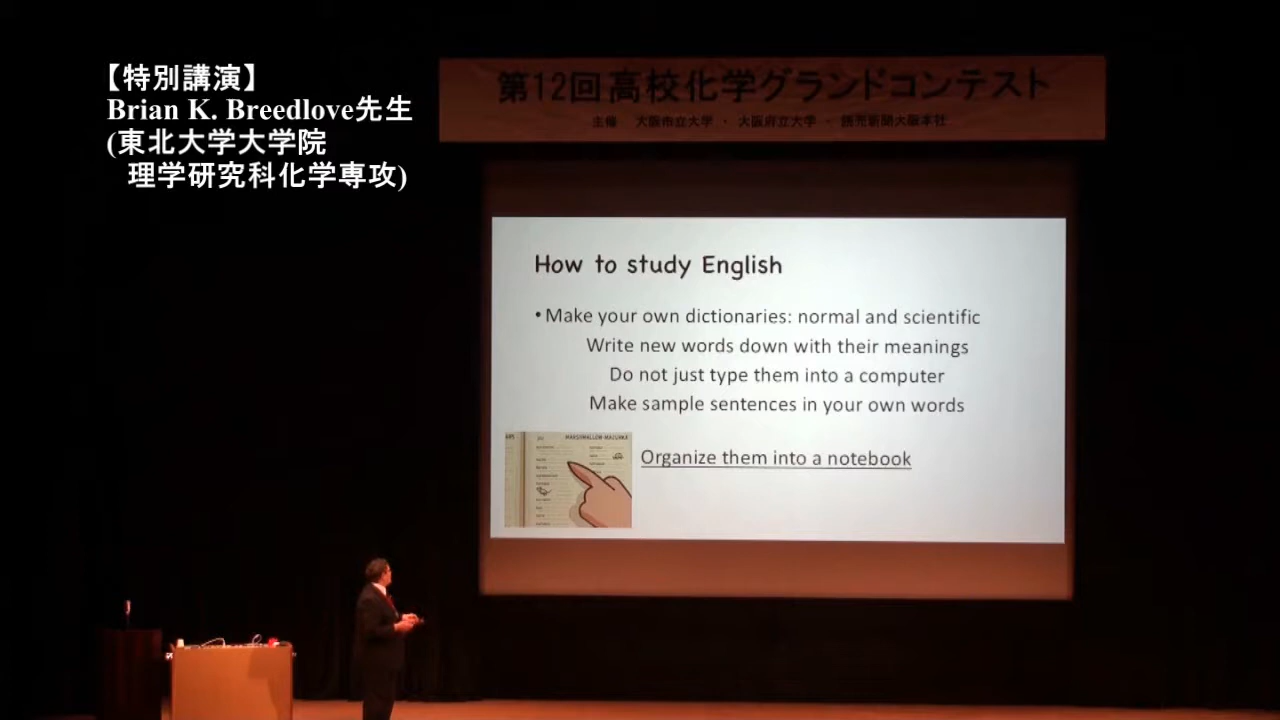 【特別講演】
Brian K. Breedlove先生
(東北大学大学院
理学研究科化学専攻)
第12回高校化学グランドコンテスト
主催 大阪市立大学 ・ 大阪府立大学 ・ 読売新聞大阪本社
How to study English
• Make your own dictionaries: normal and scientific
Write new words down with their meanings
Do not just type them into a computer
Make sample sentences in your own words
Organize them into a notebook